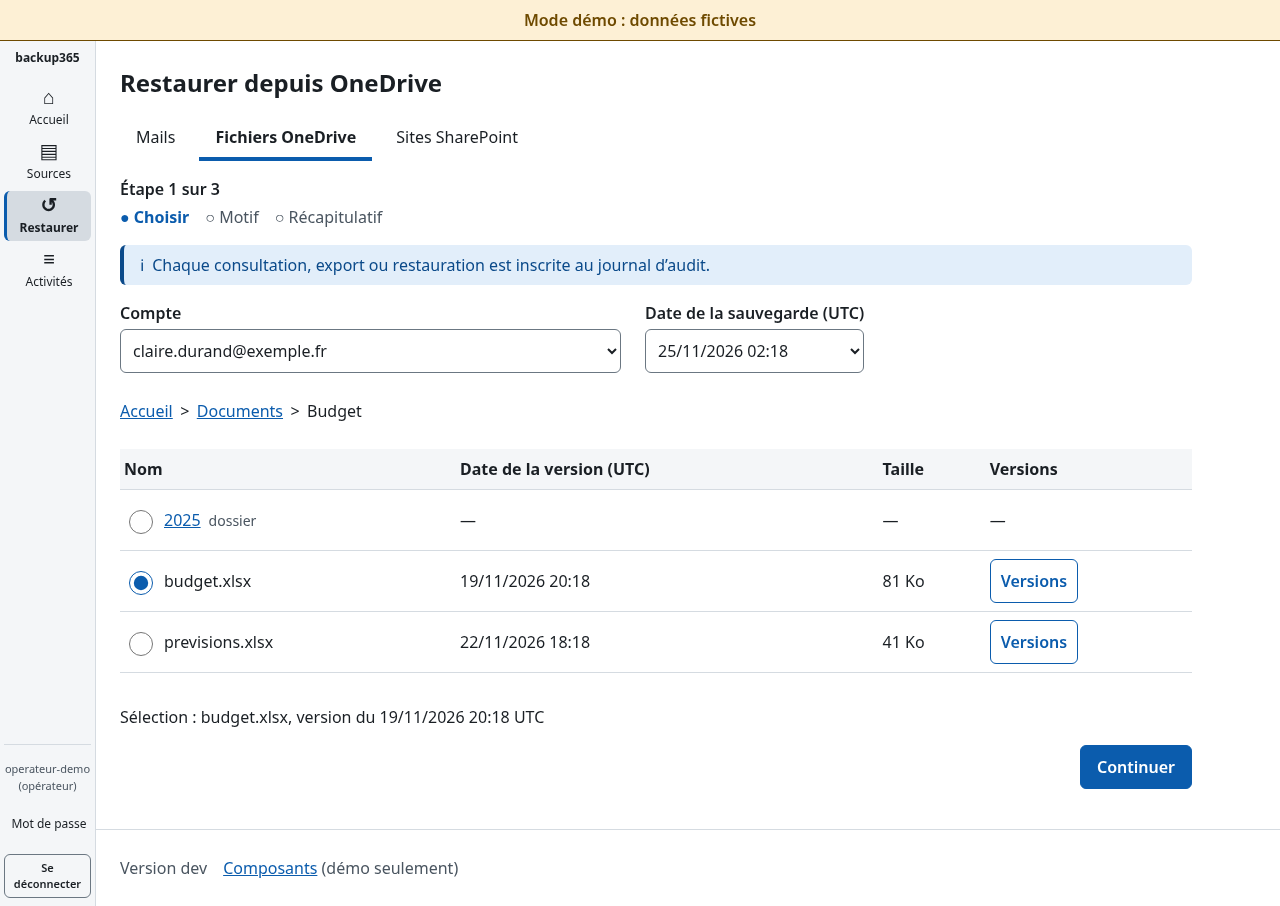 Mode démo : données fictives
backup365
Accueil
Sources
Restaurer
Activités
operateur-demo
(opérateur)
Mot de passe
Se
déconnecter
Restaurer depuis OneDrive
Mails Fichiers OneDrive Sites SharePoint
Étape 1 sur 3
● Choisir ○ Motif ○ Récapitulatif
i Chaque consultation, export ou restauration est inscrite au journal d’audit.
Compte Date de la sauvegarde (UTC)
claire.durand@exemple.fr 25/11/2026 02:18
Accueil > Documents > Budget
Nom Date de la version (UTC) Taille Versions
2025 dossier — — —
budget.xlsx 19/11/2026 20:18 81 Ko Versions
previsions.xlsx 22/11/2026 18:18 41 Ko Versions
Sélection : budget.xlsx, version du 19/11/2026 20:18 UTC
Continuer
Version dev Composants (démo seulement)